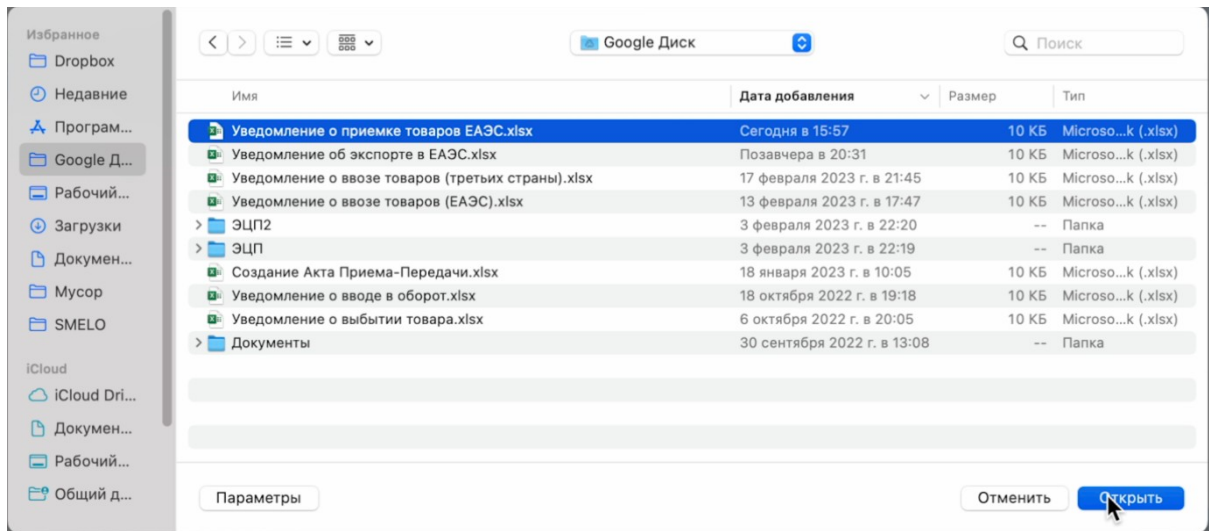 Избранное
Dropbox
Недавние
Програм...
Google Д...
Рабочий...
Загрузки
Докумен...
Мусор
SMELO
iCloud
iCloud Dri...
Докумен...
Рабочий...
Общий д...
Google Диск
Поиск
Имя Дата добавления Размер Тип
Уведомление о приемке товаров ЕАЭС.xlsx Сегодня в 15:57 10 КБ Microso...k (.xlsx)
Уведомление об экспорте в ЕАЭС.xlsx Позавчера в 20:31 10 КБ Microso...k (.xlsx)
Уведомление о ввозе товаров (третьих страны).xlsx 17 февраля 2023 г. в 21:45 10 КБ Microso...k (.xlsx)
Уведомление о ввозе товаров (ЕАЭС).xlsx 13 февраля 2023 г. в 17:47 10 КБ Microso...k (.xlsx)
ЭЦП2 3 февраля 2023 г. в 22:20 -- Папка
ЭЦП 3 февраля 2023 г. в 22:19 -- Папка
Создание Акта Приема-Передачи.xlsx 18 января 2023 г. в 10:05 10 КБ Microso...k (.xlsx)
Уведомление о вводе в оборот.xlsx 18 октября 2022 г. в 19:18 10 КБ Microso...k (.xlsx)
Уведомление о выбытии товара.xlsx 6 октября 2022 г. в 20:05 10 КБ Microso...k (.xlsx)
Документы 30 сентября 2022 г. в 13:08 -- Папка
Параметры Отменить Открыть